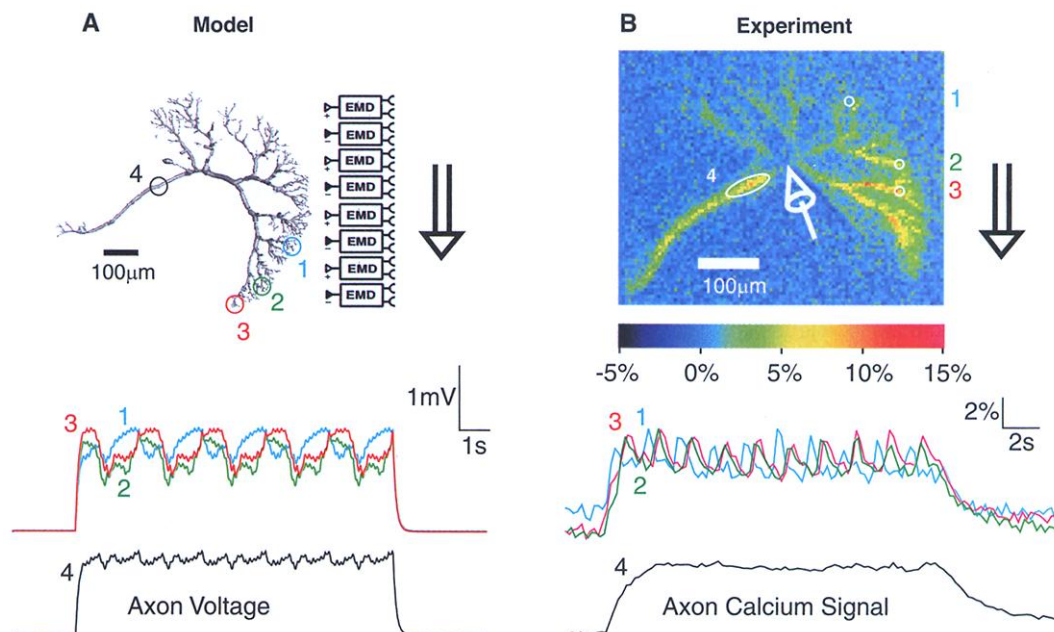 A Model
EMD
+
EMD
−
EMD
+
EMD
−
EMD
+
EMD
−
EMD
+
EMD
−
4
100µm
1
2
3
1mV
1s
3
1
2
4
Axon Voltage
B Experiment
1
2
3
4
100µm
-5% 0% 5% 10% 15%
2%
2s
3
1
2
4
Axon Calcium Signal